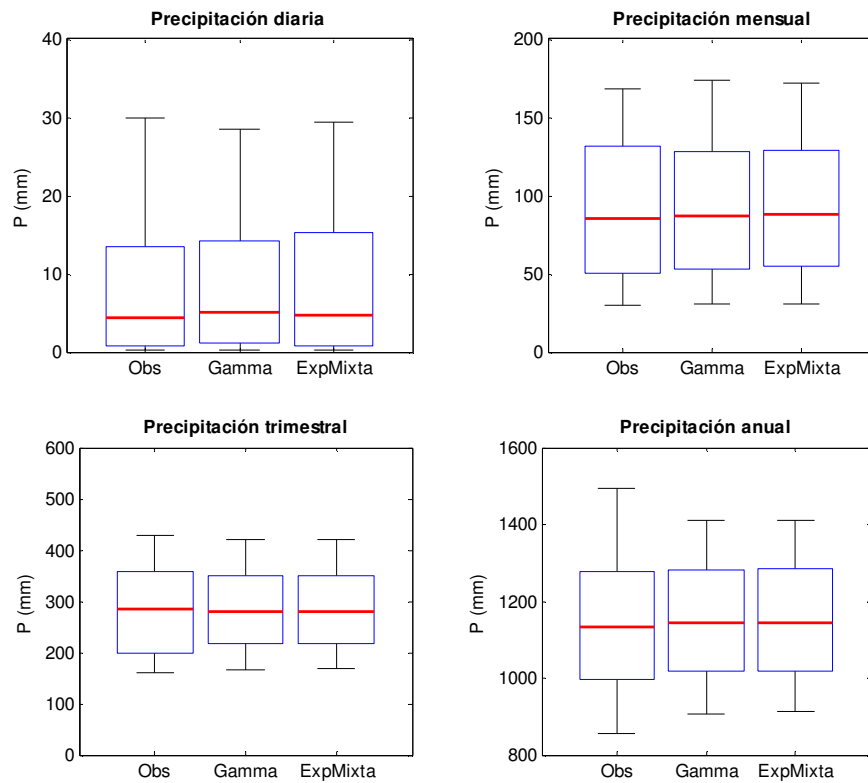 Precipitación diaria
40
30
20
10
0
P (mm)
Obs Gamma ExpMixta
Precipitación mensual
200
150
100
50
0
P (mm)
Obs Gamma ExpMixta
Precipitación trimestral
600
500
400
300
200
100
0
P (mm)
Obs Gamma ExpMixta
Precipitación anual
1600
1400
1200
1000
800
P (mm)
Obs Gamma ExpMixta